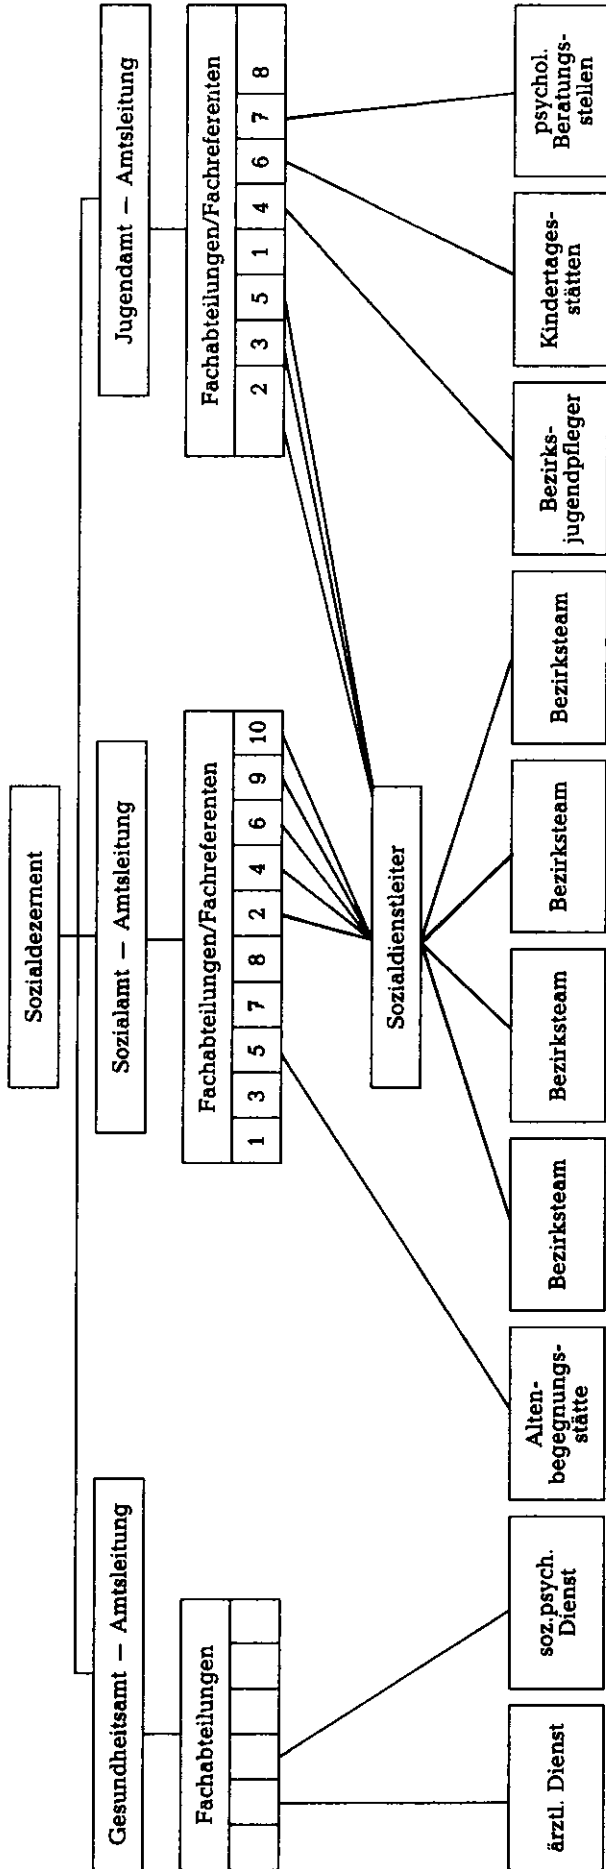 Sozialdezernent
Gesundheitsamt — Amtsleitung
Sozialamt — Amtsleitung
Jugendamt — Amtsleitung
Fachabteilungen
Fachabteilungen/Fachreferenten
1 3 5 7 8 2 4 6 9 10
Fachabteilungen/Fachreferenten
2 3 5 1 4 6 7 8
Sozialdienstleiter
ärztl. Dienst
soz.psych.
Dienst
Alten-
begegnungs-
stätte
Bezirksteam
Bezirksteam
Bezirksteam
Bezirksteam
Bezirks-
jugendpfleger
Kindertages-
stätten
psychol.
Beratungs-
stellen